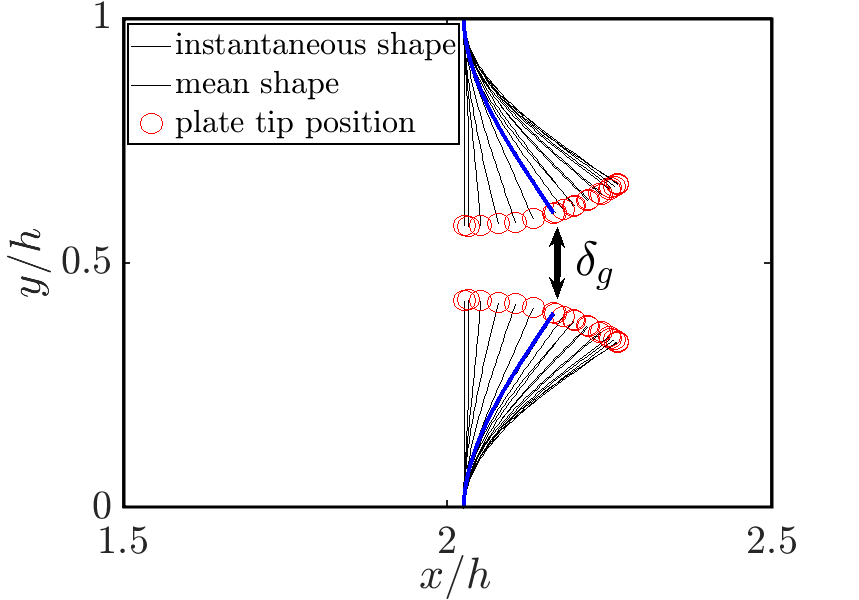 1
instantaneous shape
mean shape
plate tip position
0.5
y/h
δg
0
1.5
2
2.5
x/h